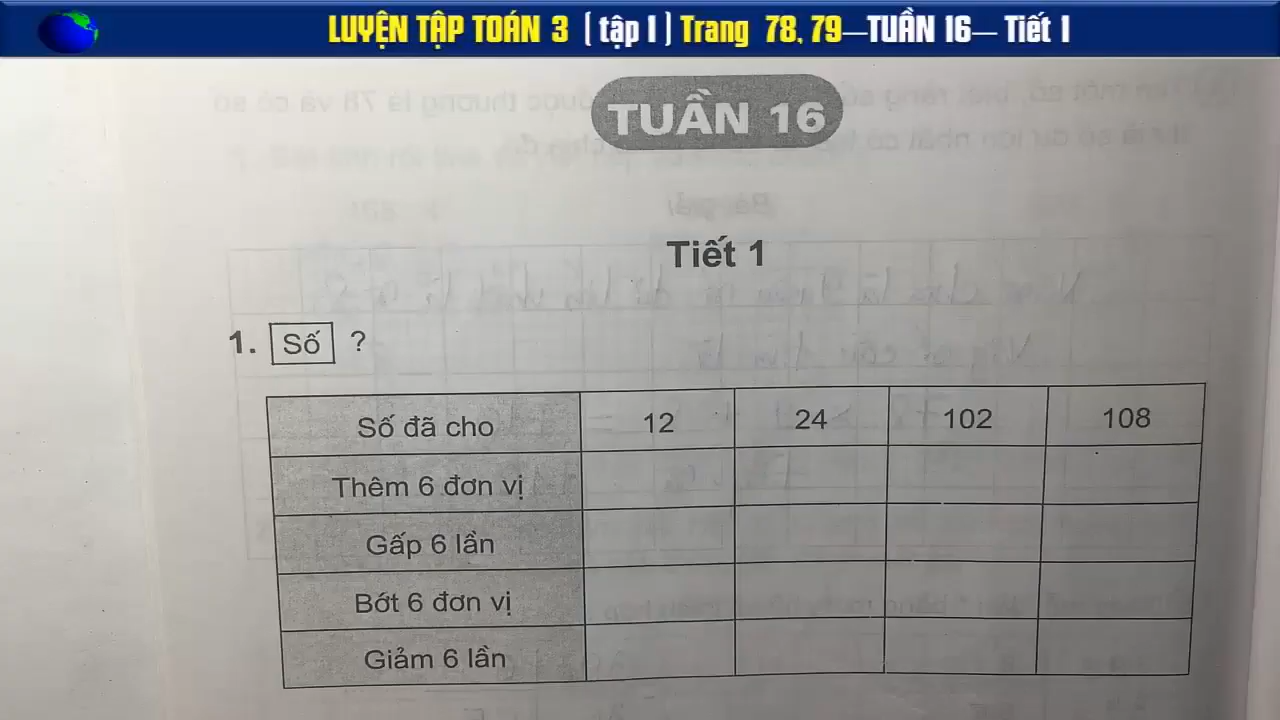 LUYỆN TẬP TOÁN 3 ( tập 1 ) Trang 78, 79—TUẦN 16— Tiết 1
TUẦN 16
Tiết 1
1. Số ?
Số đã cho 12 24 102 108
Thêm 6 đơn vị
Gấp 6 lần
Bớt 6 đơn vị
Giảm 6 lần